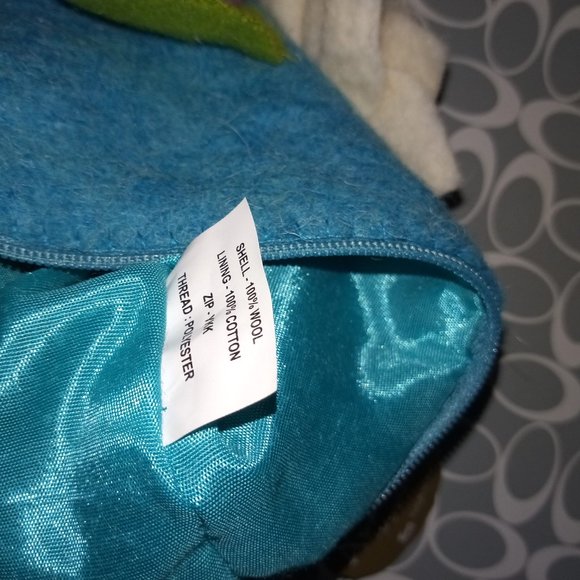 SHELL - 100% WOOL
LINING - 100% COTTON
ZIP - YKK
THREAD - POLYESTER